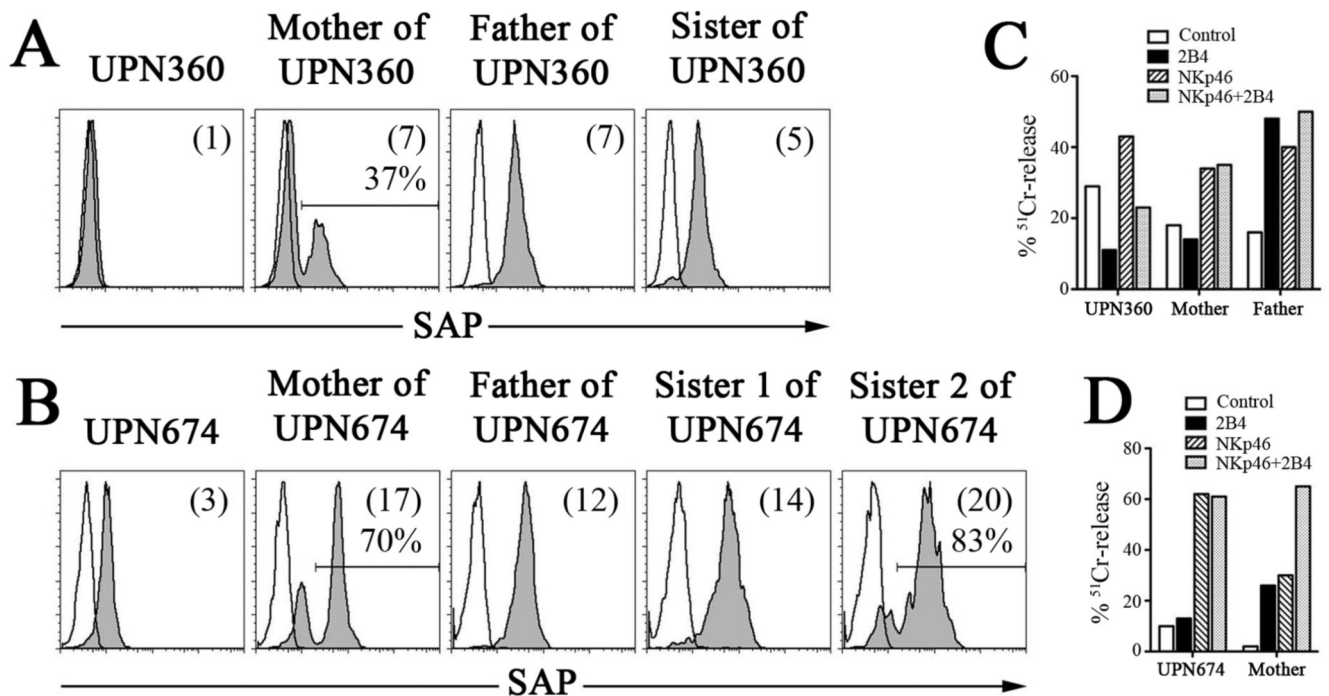 A
UPN360
Mother of
UPN360
Father of
UPN360
Sister of
UPN360
(1)
(7)
37%
(7)
(5)
SAP
B
UPN674
Mother of
UPN674
Father of
UPN674
Sister 1 of
UPN674
Sister 2 of
UPN674
(3)
(17)
70%
(12)
(14)
(20)
83%
SAP
C
Control
2B4
NKp46
NKp46+2B4
% ⁵¹Cr-release
60
40
20
0
UPN360 Mother Father
D
Control
2B4
NKp46
NKp46+2B4
% ⁵¹Cr-release
80
60
40
20
0
UPN674 Mother